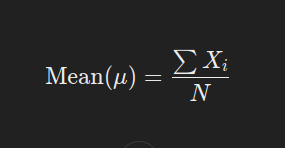 Mean(μ) = ∑ Xᵢ / N